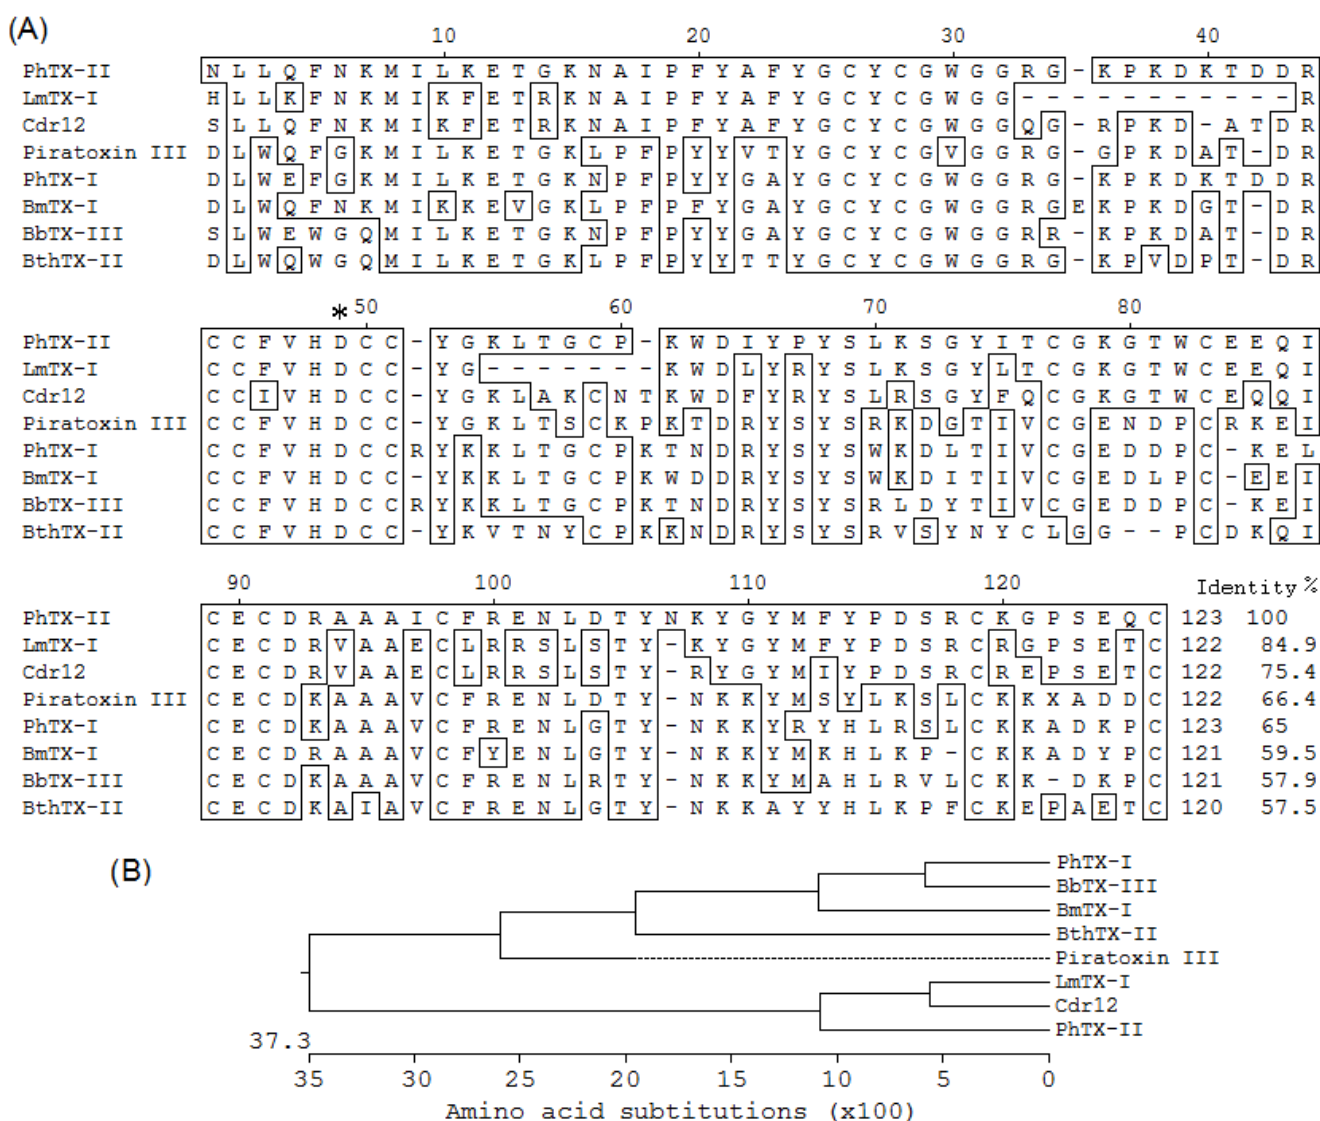 (A)
10 20 30 40
PhTX-II N L L Q F N K M I L K E T G K N A I P F Y A F Y G C Y C G W G G R G - K P K D K T D D R
LmTX-I H L L K F N K M I K F E T R K N A I P F Y A F Y G C Y C G W G G - - - - - - - - - - - R
Cdr12 S L L Q F N K M I K F E T R K N A I P F Y A F Y G C Y C G W G G Q G - R P K D - A T D R
Piratoxin III D L W Q F G K M I L K E T G K L P F P Y Y V T Y G C Y C G V G G R G - G P K D A T - D R
PhTX-I D L W E F G K M I L K E T G K N P F P Y Y G A Y G C Y C G W G G R G - K P K D K T D D R
BmTX-I D L W Q F N K M I K K E V G K L P F P F Y G A Y G C Y C G W G G R G E K P K D G T - D R
BbTX-III S L W E W G Q M I L K E T G K N P F P Y Y G A Y G C Y C G W G G R R - K P K D A T - D R
BthTX-II D L W Q W G Q M I L K E T G K L P F P Y Y T T Y G C Y C G W G G R G - K P V D P T - D R
* 50 60 70 80
PhTX-II C C F V H D C C - Y G K L T G C P - K W D I Y P Y S L K S G Y I T C G K G T W C E E Q I
LmTX-I C C F V H D C C - Y G - - - - - - - K W D L Y R Y S L K S G Y L T C G K G T W C E E Q I
Cdr12 C C I V H D C C - Y G K L A K C N T K W D F Y R Y S L R S G Y F Q C G K G T W C E Q Q I
Piratoxin III C C F V H D C C - Y G K L T S C K P K T D R Y S Y S R K D G T I V C G E N D P C R K E I
PhTX-I C C F V H D C C R Y K K L T G C P K T N D R Y S Y S W K D L T I V C G E D D P C - K E L
BmTX-I C C F V H D C C - Y K K L T G C P K W D D R Y S Y S W K D I T I V C G E D L P C - E E I
BbTX-III C C F V H D C C R Y K K L T G C P K T N D R Y S Y S R L D Y T I V C G E D D P C - K E I
BthTX-II C C F V H D C C - Y K V T N Y C P K K N D R Y S Y S R V S Y N Y C L G G - - P C D K Q I
90 100 110 120 Identity %
PhTX-II C E C D R A A A I C F R E N L D T Y N K Y G Y M F Y P D S R C K G P S E Q C 123 100
LmTX-I C E C D R V A A E C L R R S L S T Y - K Y G Y M F Y P D S R C R G P S E T C 122 84.9
Cdr12 C E C D R V A A E C L R R S L S T Y - R Y G Y M I Y P D S R C R E P S E T C 122 75.4
Piratoxin III C E C D K A A A V C F R E N L D T Y - N K K Y M S Y L K S L C K K X A D D C 122 66.4
PhTX-I C E C D K A A A V C F R E N L G T Y - N K K Y R Y H L R S L C K K A D K P C 123 65
BmTX-I C E C D R A A A V C F Y E N L G T Y - N K K Y M K H L K P - C K K A D Y P C 121 59.5
BbTX-III C E C D K A A A V C F R E N L R T Y - N K K Y M A H L R V L C K K - D K P C 121 57.9
BthTX-II C E C D K A I A V C F R E N L G T Y - N K K A Y Y H L K P F C K E P A E T C 120 57.5
(B)
PhTX-I
BbTX-III
BmTX-I
BthTX-II
Piratoxin III
LmTX-I
Cdr12
PhTX-II
37.3
35 30 25 20 15 10 5 0
Amino acid subtitutions (x100)